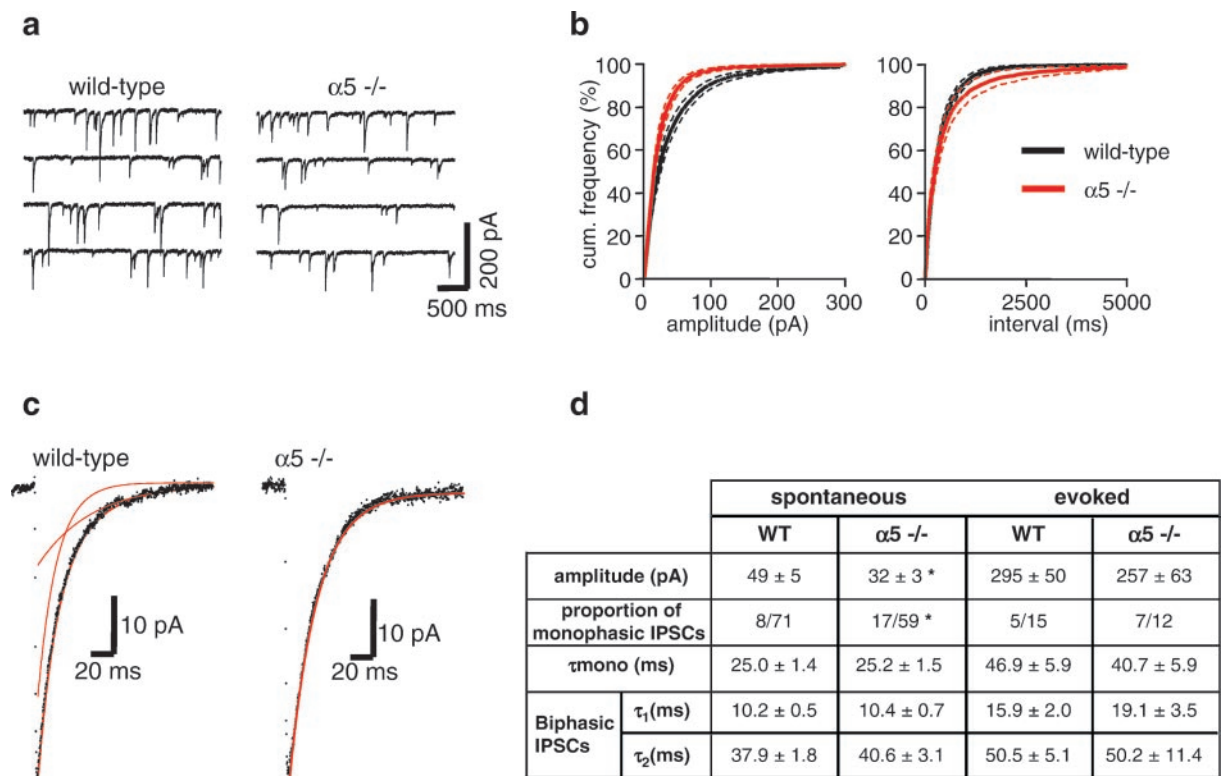 a
wild-type
α5 -/-
200 pA
500 ms
b
cum. frequency (%)
100
80
60
40
20
0
0 100 200 300
amplitude (pA)
100
80
60
40
20
0
0 2500 5000
interval (ms)
wild-type
α5 -/-
c
wild-type
10 pA
20 ms
α5 -/-
10 pA
20 ms
d
spontaneous evoked
WT α5 -/- WT α5 -/-
amplitude (pA) 49 ± 5 32 ± 3 * 295 ± 50 257 ± 63
proportion of
monophasic IPSCs 8/71 17/59 * 5/15 7/12
τmono (ms) 25.0 ± 1.4 25.2 ± 1.5 46.9 ± 5.9 40.7 ± 5.9
Biphasic
IPSCs
τ1(ms) 10.2 ± 0.5 10.4 ± 0.7 15.9 ± 2.0 19.1 ± 3.5
τ2(ms) 37.9 ± 1.8 40.6 ± 3.1 50.5 ± 5.1 50.2 ± 11.4